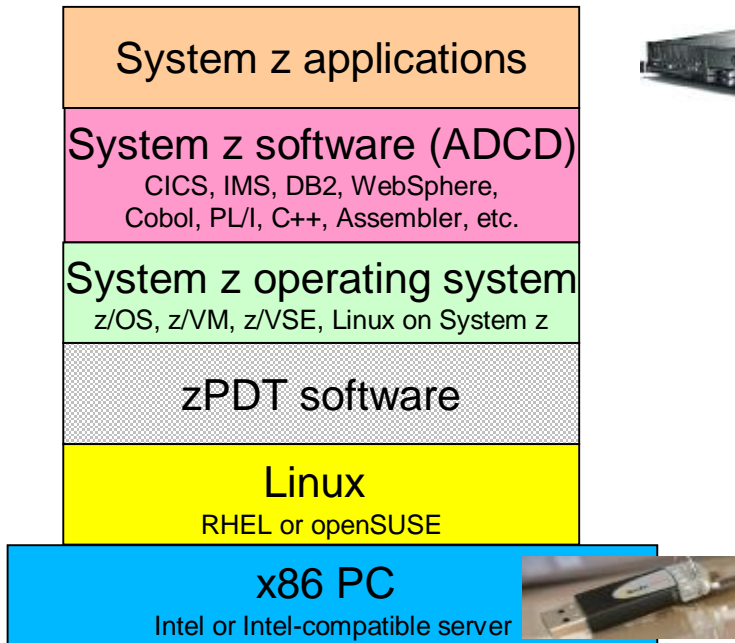 System z applications
System z software (ADCD)
CICS, IMS, DB2, WebSphere,
Cobol, PL/I, C++, Assembler, etc.
System z operating system
z/OS, z/VM, z/VSE, Linux on System z
zPDT software
Linux
RHEL or openSUSE
x86 PC
Intel or Intel-compatible server